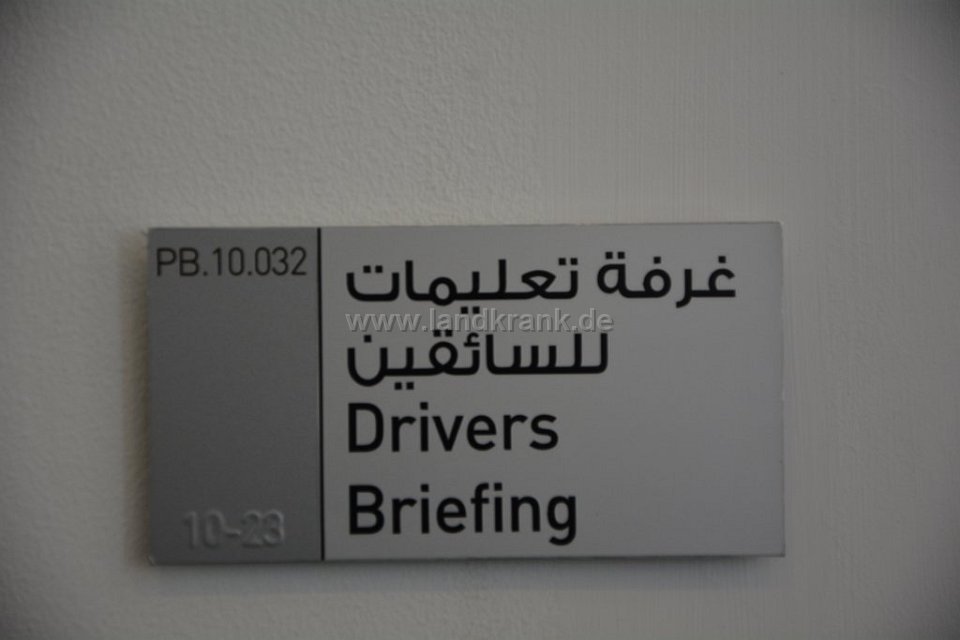 PB.10.032
غرفة تعليمات
للسائقين
Drivers
Briefing
10-23
www.landkrank.de